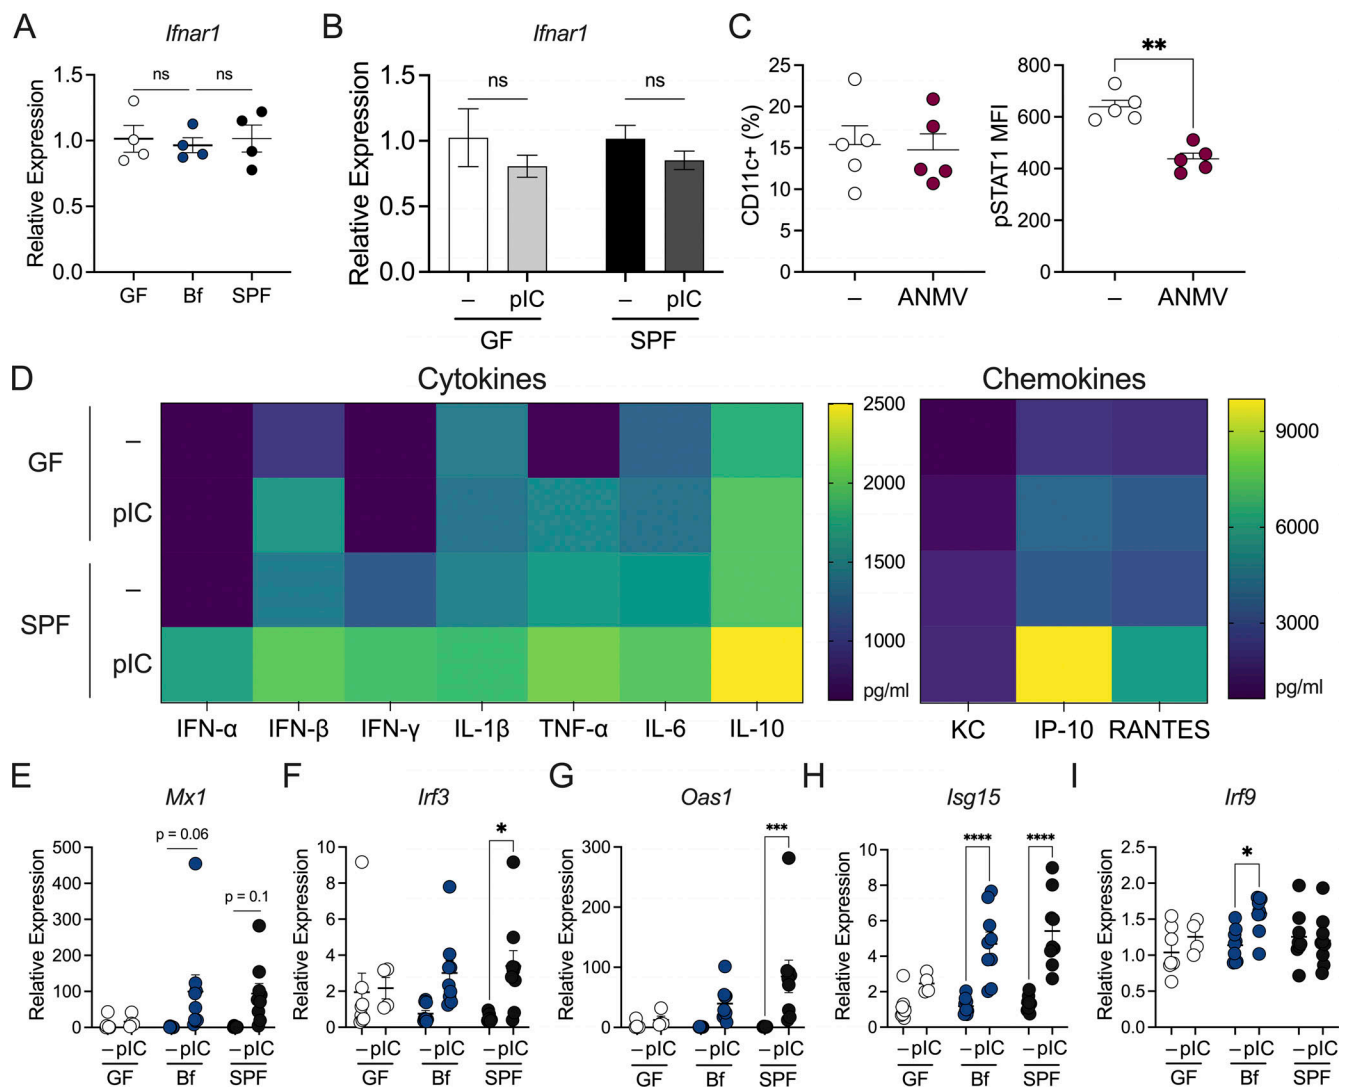 A
Ifnar1
Relative Expression
1.5
1.0
0.5
0.0
ns
ns
GF
Bf
SPF
B
Ifnar1
Relative Expression
1.5
1.0
0.5
0.0
ns
ns
–
pIC
–
pIC
GF
SPF
C
CD11c+ (%)
25
20
15
10
5
0
–
ANMV
pSTAT1 MFI
800
600
400
200
0
**
–
ANMV
D
Cytokines
GF
–
pIC
SPF
–
pIC
IFN-α
IFN-β
IFN-γ
IL-1β
TNF-α
IL-6
IL-10
2500
2000
1500
1000
pg/ml
Chemokines
KC
IP-10
RANTES
9000
6000
3000
pg/ml
E
Mx1
Relative Expression
500
400
300
200
100
0
p = 0.06
p = 0.1
–pIC
–pIC
–pIC
GF
Bf
SPF
F
Irf3
Relative Expression
10
8
6
4
2
0
*
–pIC
–pIC
–pIC
GF
Bf
SPF
G
Oas1
Relative Expression
300
200
100
0
***
–pIC
–pIC
–pIC
GF
Bf
SPF
H
Isg15
Relative Expression
10
8
6
4
2
0
****
****
–pIC
–pIC
–pIC
GF
Bf
SPF
I
Irf9
Relative Expression
2.5
2.0
1.5
1.0
0.5
0.0
*
–pIC
–pIC
–pIC
GF
Bf
SPF